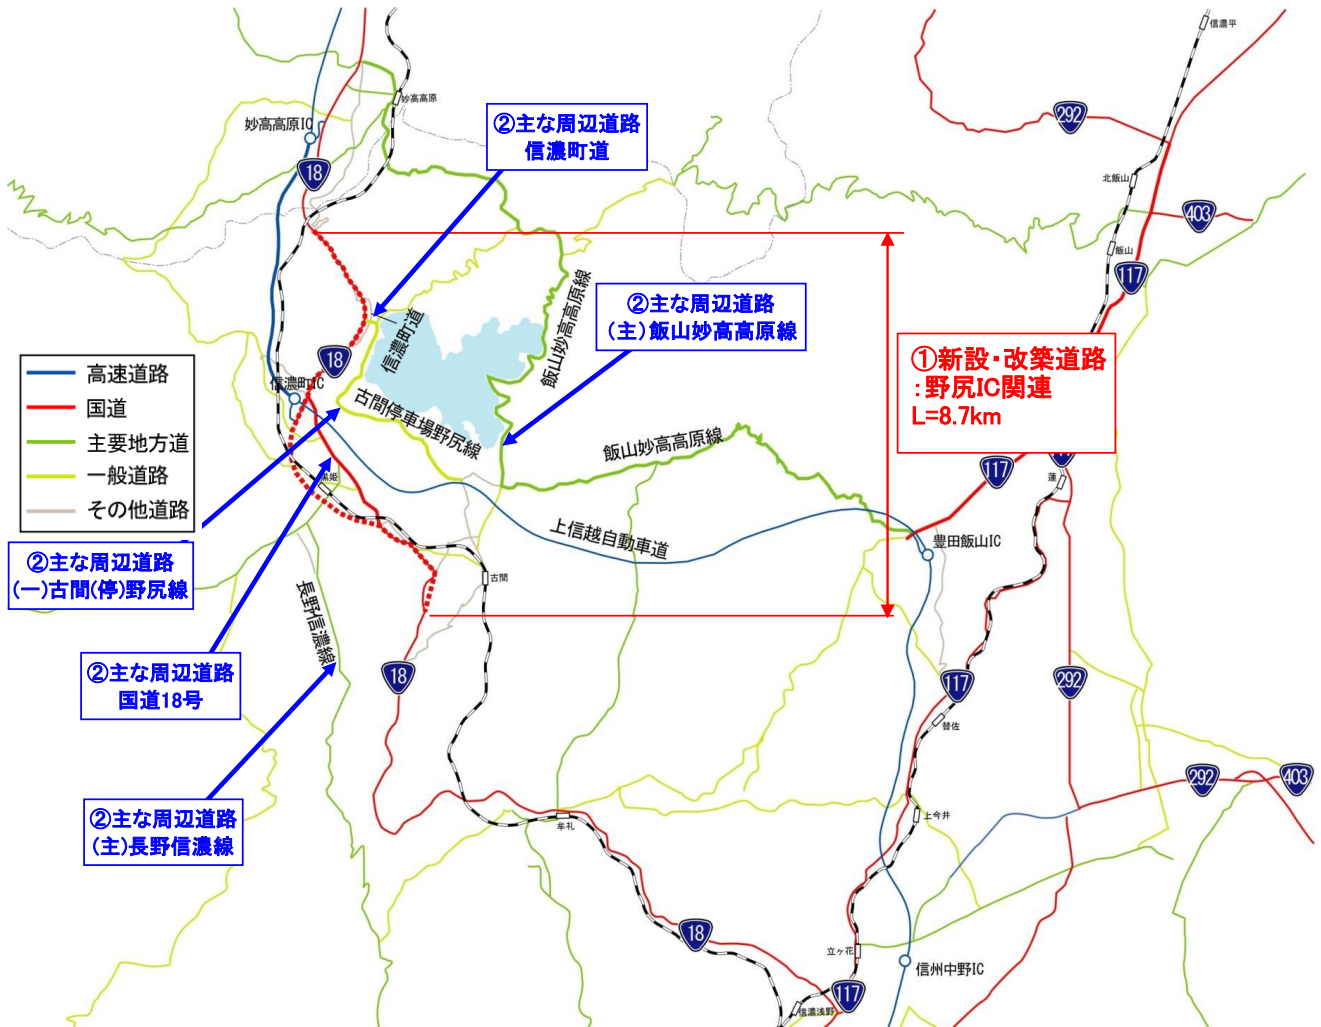 信濃平
妙高高原
292
妙高高原IC
②主な周辺道路
信濃町道
18
北飯山
403
飯山
117
②主な周辺道路
(主)飯山妙高高原線
飯山妙高高原線
信濃町道
①新設・改築道路
:野尻IC関連
L=8.7km
18
高速道路
国道
主要地方道
一般道路
その他道路
信濃町IC
古間停車場野尻線
飯山妙高高原線
117
蓮
黒姫
上信越自動車道
豊田飯山IC
②主な周辺道路
(一)古間(停)野尻線
古間
長野信濃線
②主な周辺道路
国道18号
18
117
292
替佐
292
403
②主な周辺道路
(主)長野信濃線
牟礼
上今井
18
立ヶ花
信州中野IC
117
信濃浅野